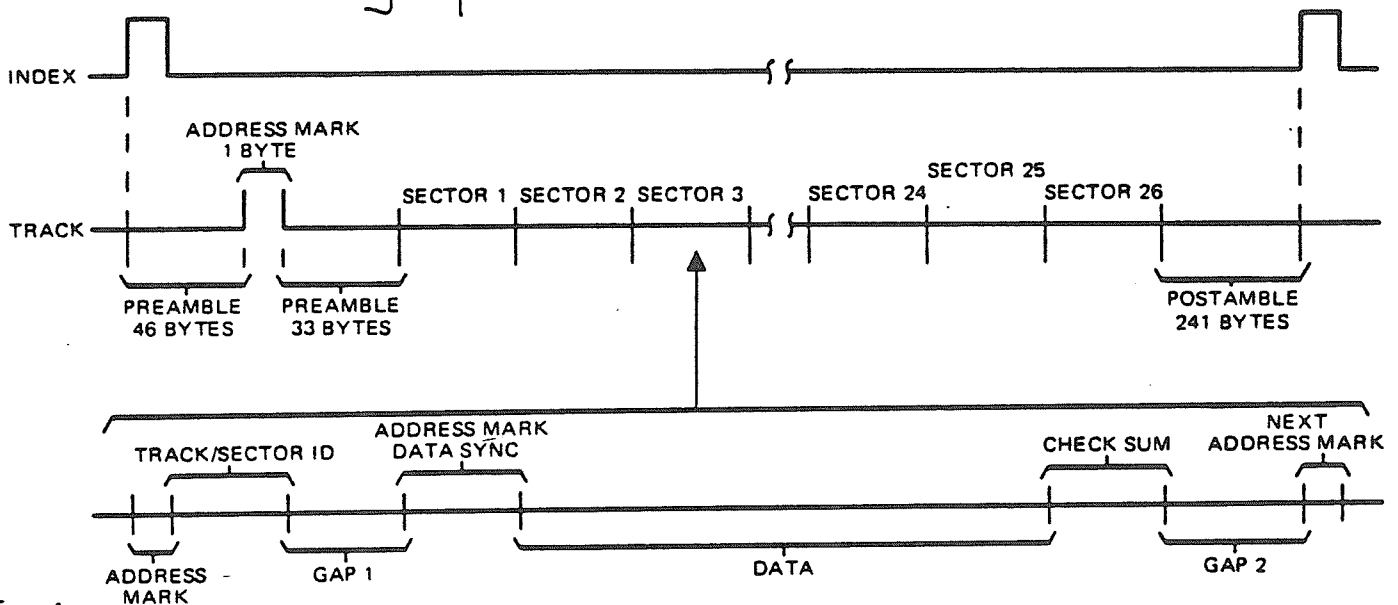 INDEX
ADDRESS MARK
1 BYTE
SECTOR 1
SECTOR 2
SECTOR 3
SECTOR 24
SECTOR 25
SECTOR 26
TRACK
PREAMBLE
46 BYTES
PREAMBLE
33 BYTES
POSTAMBLE
241 BYTES
TRACK/SECTOR ID
ADDRESS MARK
DATA SYNC
CHECK SUM
NEXT
ADDRESS MARK
ADDRESS
MARK
GAP 1
DATA
GAP 2